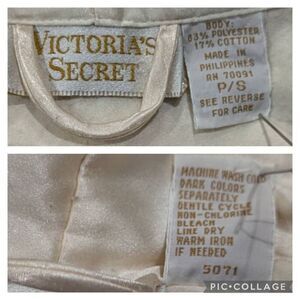 VICTORIA'S
SECRET
BODY:
83% POLYESTER
17% COTTON
MADE IN
PHILIPPINES
RN 70091
P/S
SEE REVERSE
FOR CARE
MACHINE WASH COLD
DARK COLORS
SEPARATELY
GENTLE CYCLE
NON-CHLORINE
BLEACH
LINE DRY
WARM IRON
IF NEEDED
5071
PIC•COLLAGE